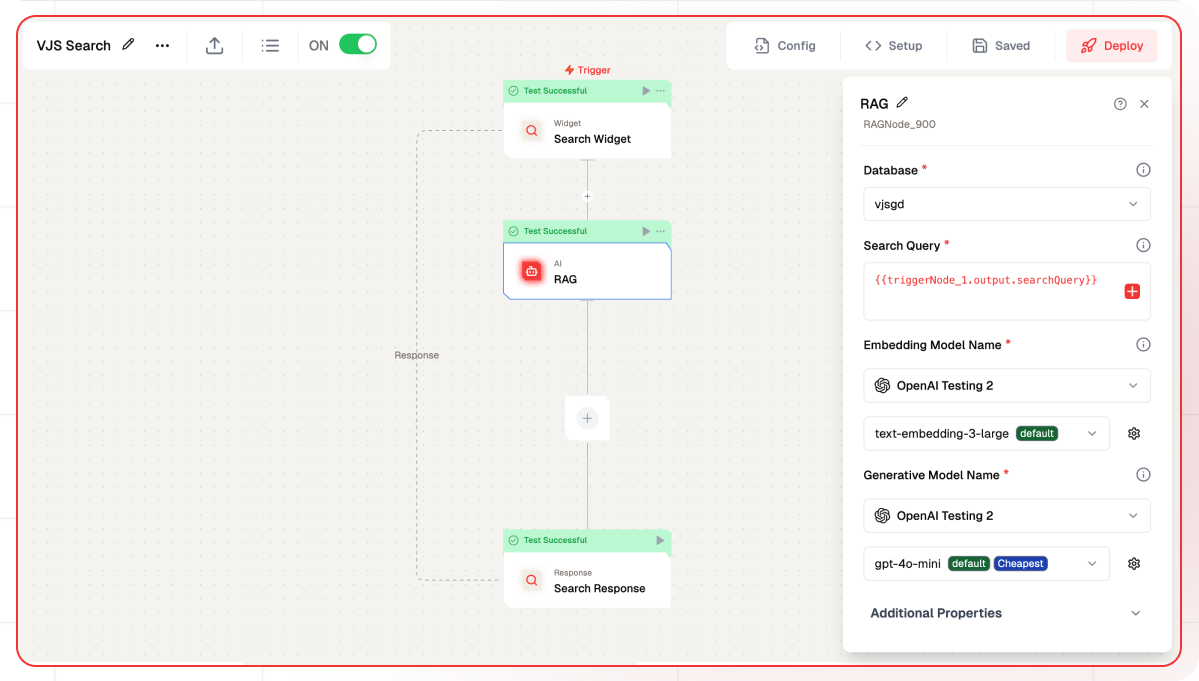 VJS Search
ON
Config
Setup
Saved
Deploy
Trigger
Test Successful
Widget
Search Widget
Test Successful
AI
RAG
Response
Test Successful
Response
Search Response
RAG
RAGNode_900
Database *
vjsgd
Search Query *
{{triggerNode_1.output.searchQuery}}
Embedding Model Name *
OpenAI Testing 2
text-embedding-3-large default
Generative Model Name *
OpenAI Testing 2
gpt-4o-mini default Cheapest
Additional Properties